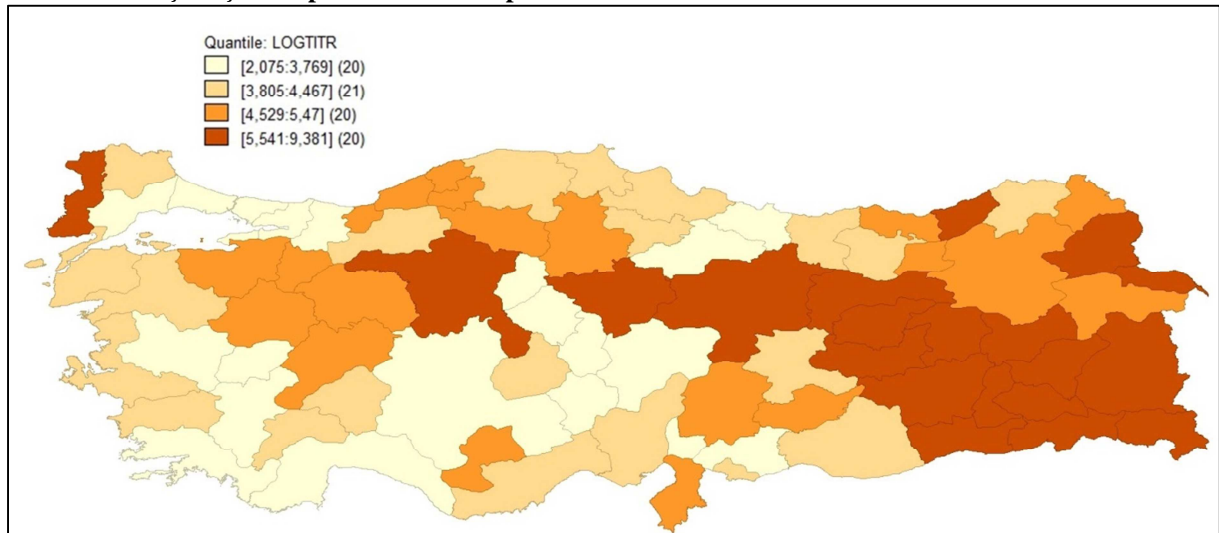 Quantile: LOGTITR
[2,075:3,769] (20)
[3,805:4,467] (21)
[4,529:5,47] (20)
[5,541:9,381] (20)